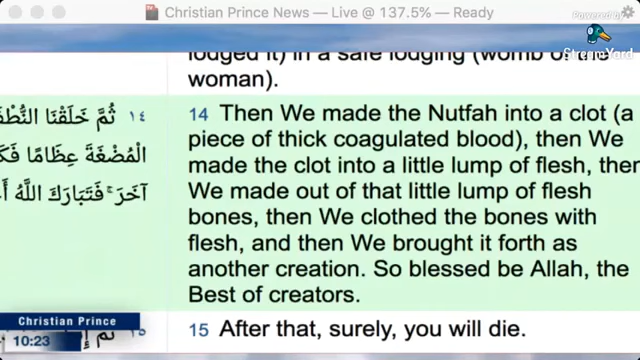 Christian Prince News — Live @ 137.5% — Ready
Powered by
StreamYard
lodged it) in a safe lodging (womb of the
woman).
14 Then We made the Nutfah into a clot (a
piece of thick coagulated blood), then We
made the clot into a little lump of flesh, then
We made out of that little lump of flesh
bones, then We clothed the bones with
flesh, and then We brought it forth as
another creation. So blessed be Allah, the
Best of creators.
15 After that, surely, you will die.
١٤ ثُمَّ خَلَقْنَا
الْمُضْغَةَ عِظَامًا
آخَرَ ۚ فَتَبَارَكَ اللَّهُ
١٥ ثُمَّ
Christian Prince
10:23